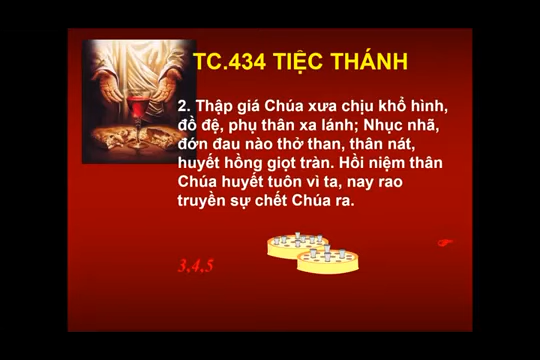 TC.434 TIỆC THÁNH
2. Thập giá Chúa xưa chịu khổ hình,
đồ đệ, phụ thân xa lánh; Nhục nhã,
đớn đau nào thở than, thân nát,
huyết hồng giọt tràn. Hồi niệm thân
Chúa huyết tuôn vì ta, nay rao
truyền sự chết Chúa ra.
3,4,5